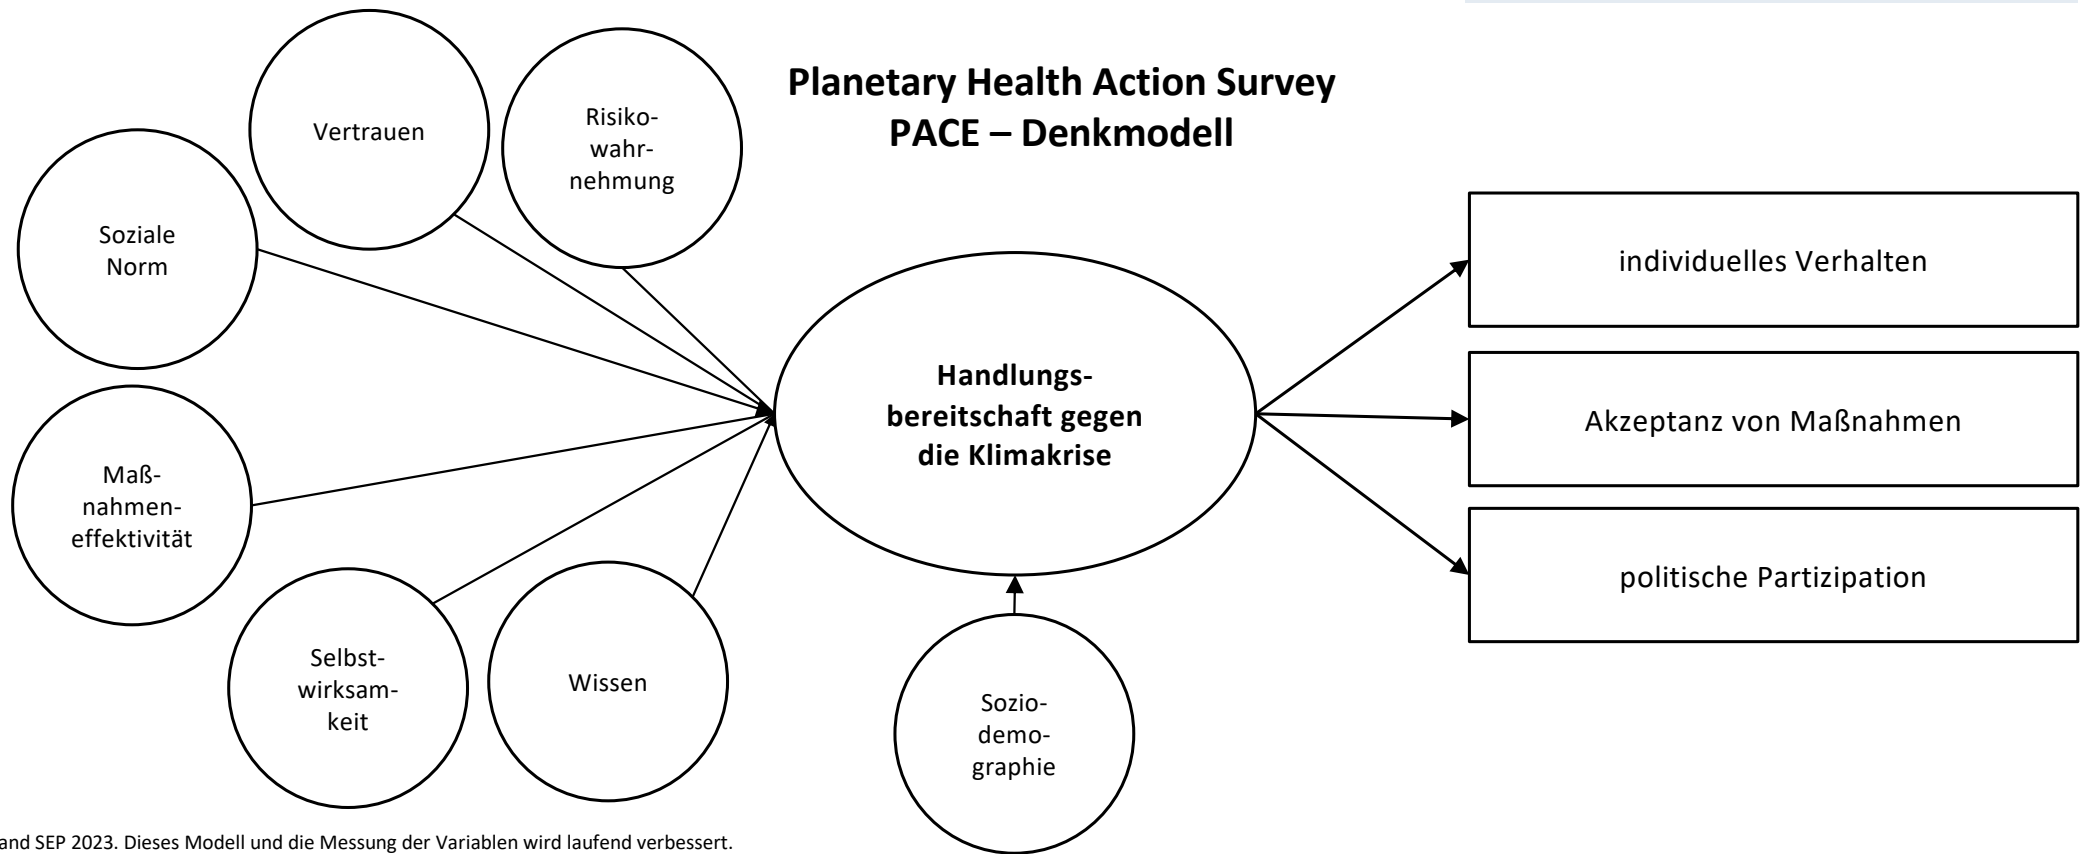 Planetary Health Action Survey
PACE – Denkmodell
Vertrauen
Risiko-
wahr-
nehmung
Soziale
Norm
Maß-
nahmen-
effektivität
Selbst-
wirksam-
keit
Wissen
Handlungs-
bereitschaft gegen
die Klimakrise
Sozio-
demo-
graphie
individuelles Verhalten
Akzeptanz von Maßnahmen
politische Partizipation
and SEP 2023. Dieses Modell und die Messung der Variablen wird laufend verbessert.